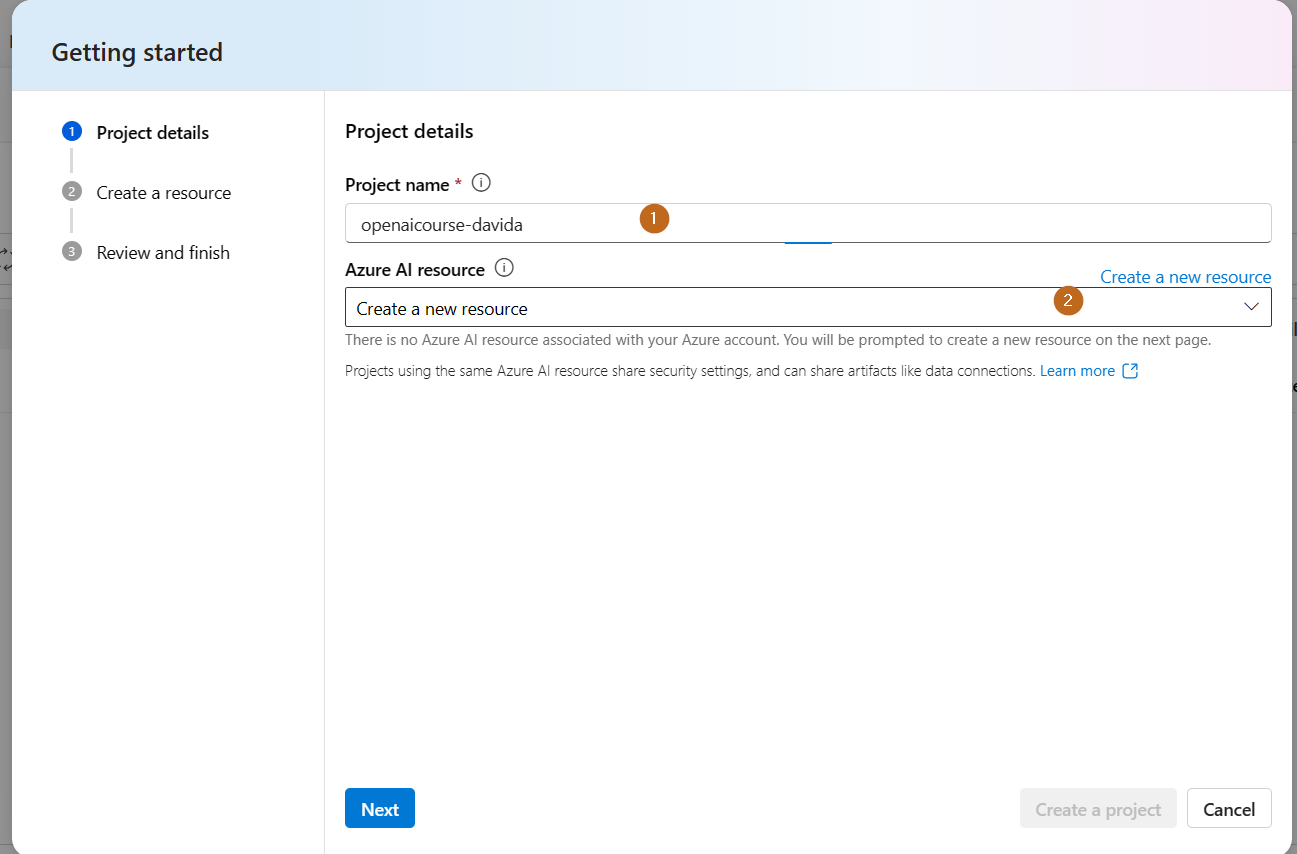 Getting started
1 Project details
2 Create a resource
3 Review and finish
Project details
Project name *
openaicourse-davida 1
Azure AI resource
Create a new resource
Create a new resource 2
There is no Azure AI resource associated with your Azure account. You will be prompted to create a new resource on the next page.
Projects using the same Azure AI resource share security settings, and can share artifacts like data connections. Learn more
Next
Create a project
Cancel